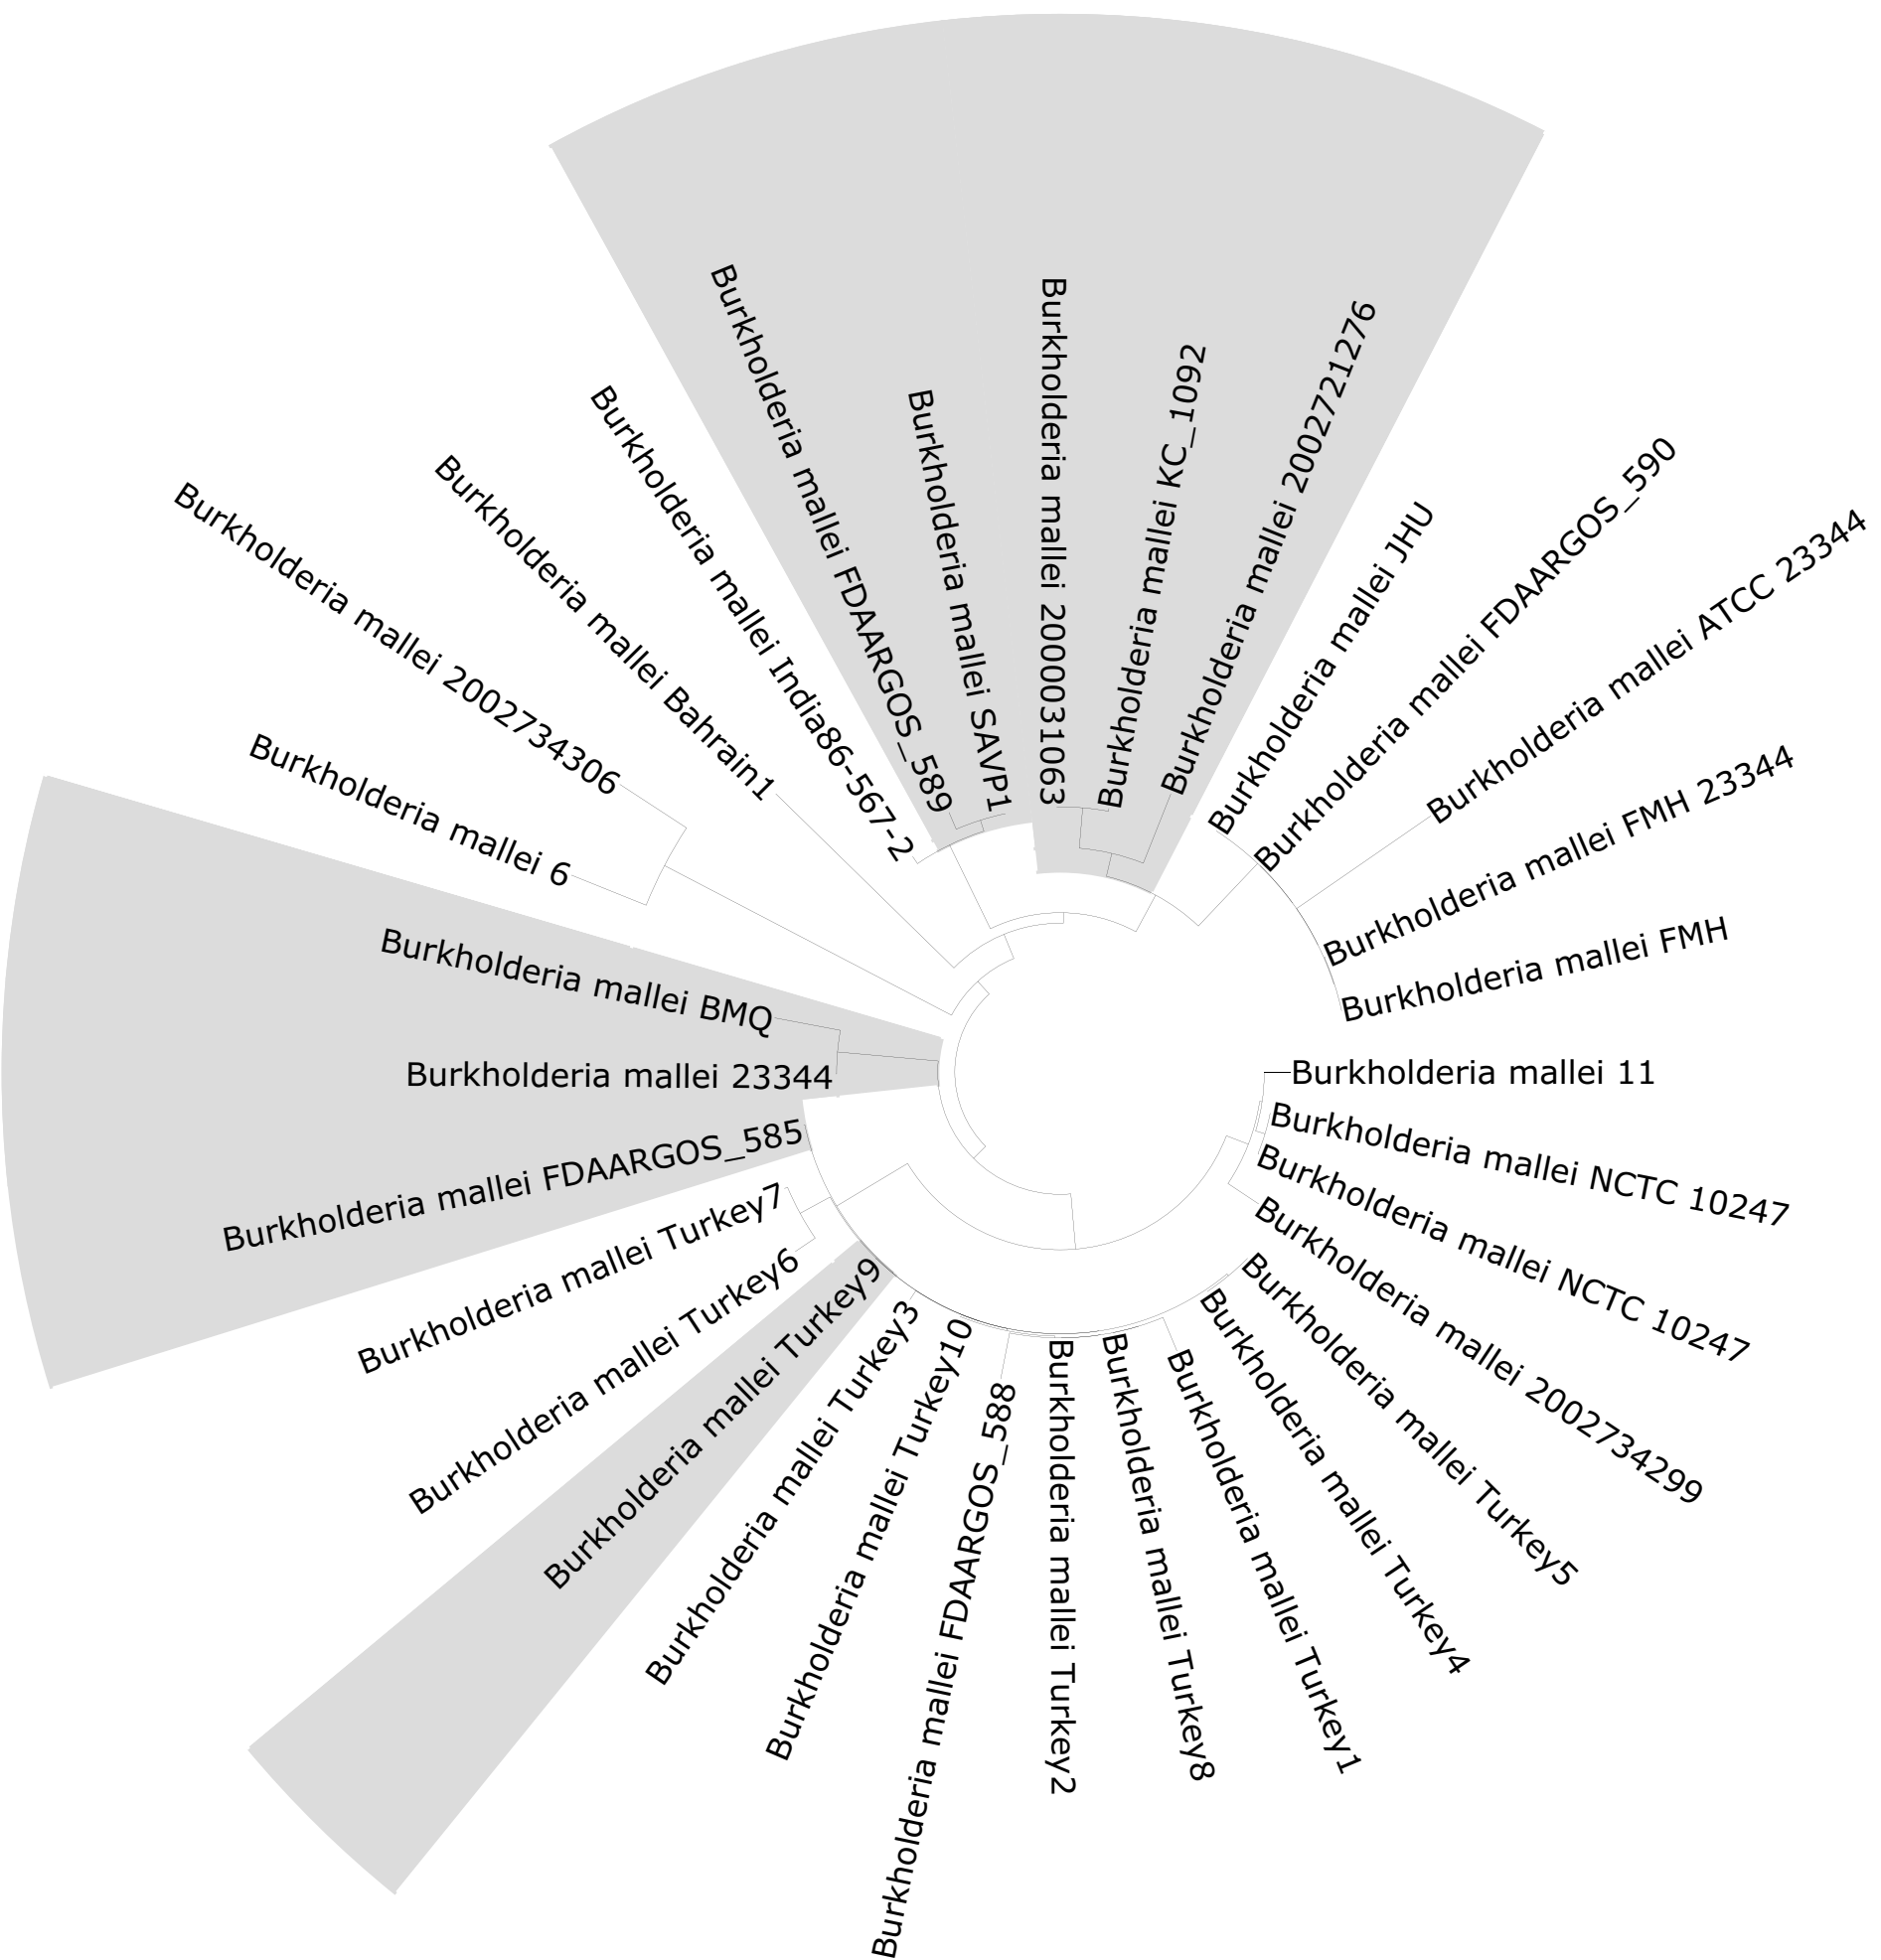 Burkholderia mallei FDAARGOS_589
Burkholderia mallei SAVP1
Burkholderia mallei 2000031063
Burkholderia mallei KC_1092
Burkholderia mallei 2002721276
Burkholderia mallei JHU
Burkholderia mallei FDAARGOS_590
Burkholderia mallei ATCC 23344
Burkholderia mallei FMH 23344
Burkholderia mallei FMH
Burkholderia mallei 11
Burkholderia mallei NCTC 10247
Burkholderia mallei NCTC 10247
Burkholderia mallei 2002734299
Burkholderia mallei Turkey5
Burkholderia mallei Turkey4
Burkholderia mallei Turkey1
Burkholderia mallei Turkey8
Burkholderia mallei Turkey2
Burkholderia mallei FDAARGOS_588
Burkholderia mallei Turkey10
Burkholderia mallei Turkey3
Burkholderia mallei Turkey9
Burkholderia mallei Turkey6
Burkholderia mallei Turkey7
Burkholderia mallei FDAARGOS_585
Burkholderia mallei 23344
Burkholderia mallei BMQ
Burkholderia mallei 6
Burkholderia mallei 2002734306
Burkholderia mallei Bahrain1
Burkholderia mallei India86-567-2